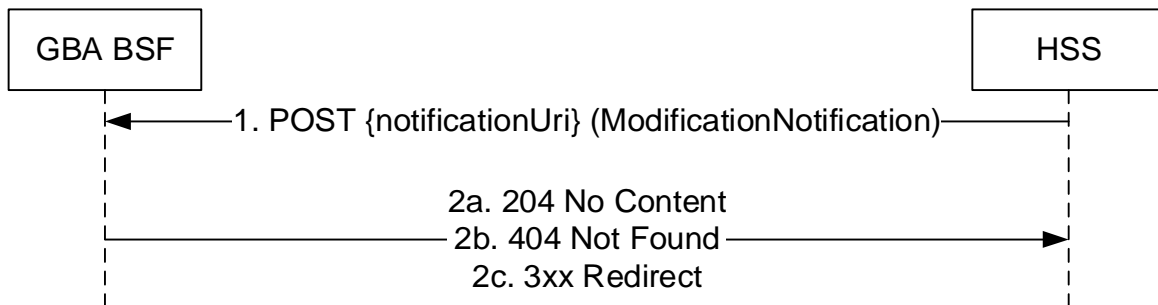 GBA BSF
HSS
1. POST {notificationUri} (ModificationNotification)
2a. 204 No Content
2b. 404 Not Found
2c. 3xx Redirect